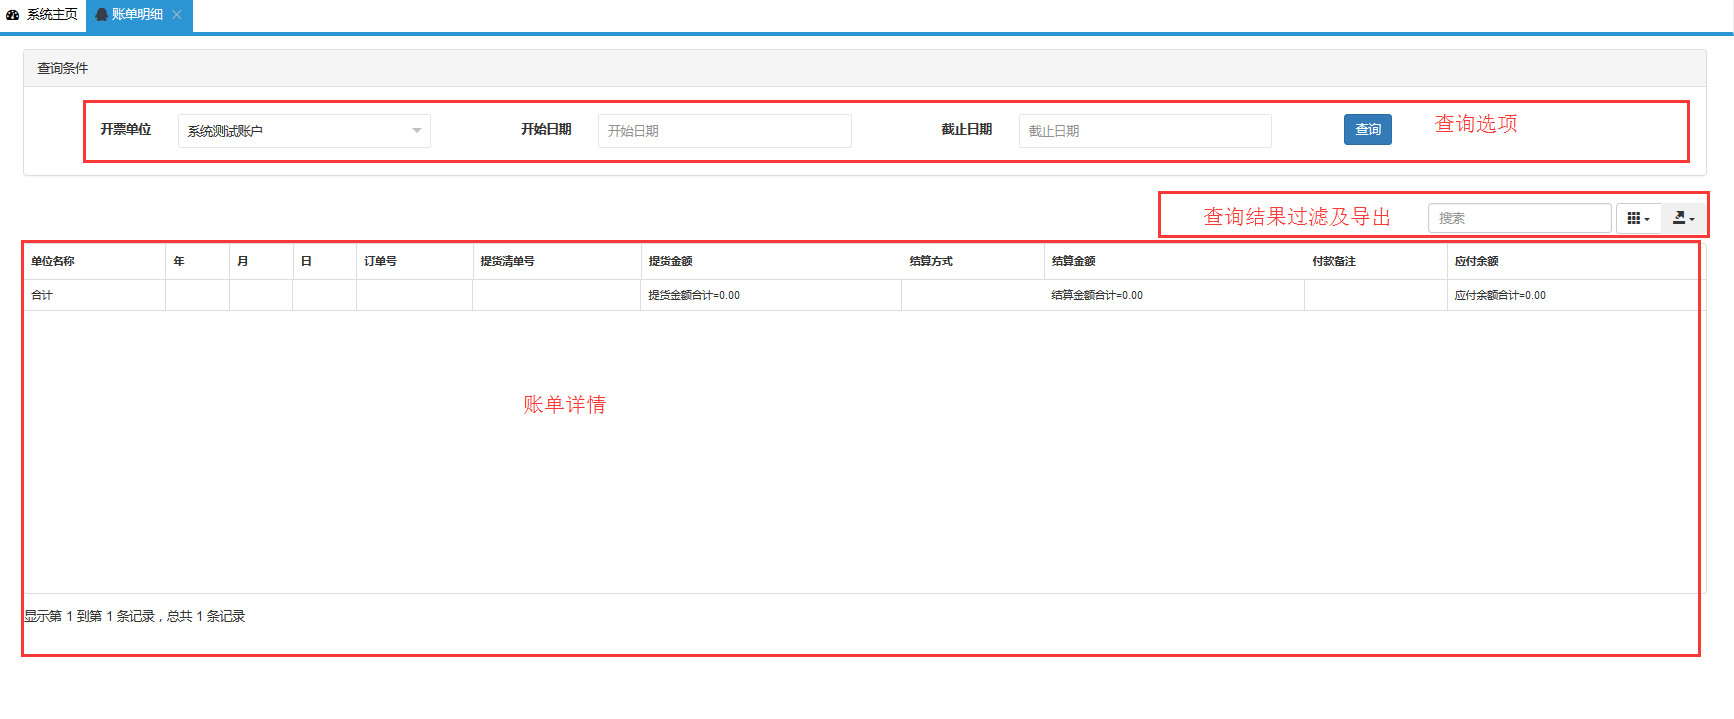 系统主页 账单明细
查询条件
开票单位 系统测试账户 开始日期 开始日期 截止日期 截止日期 查询 查询选项
查询结果过滤及导出 搜索
单位名称 年 月 日 订单号 提货清单号 提货金额 结算方式 结算金额 付款备注 应付余额
合计 提货金额合计=0.00 结算金额合计=0.00 应付余额合计=0.00
账单详情
显示第 1 到第 1 条记录，总共 1 条记录